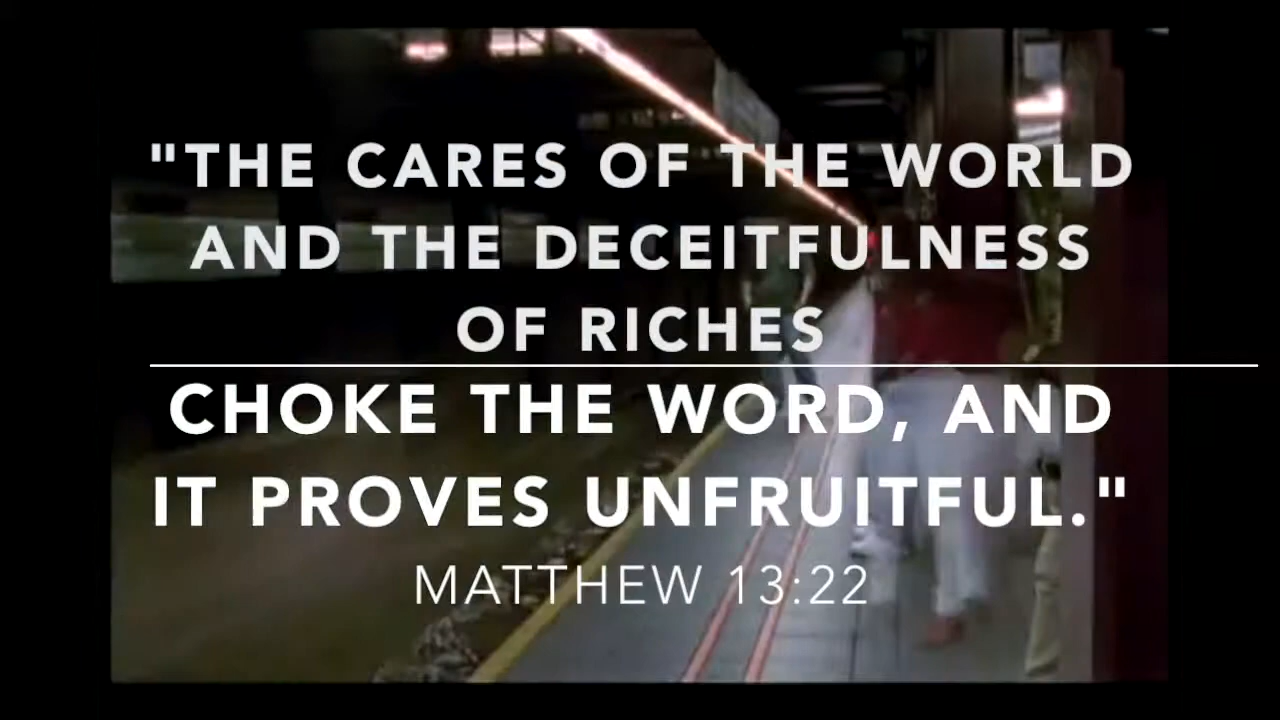 "THE CARES OF THE WORLD
AND THE DECEITFULNESS
OF RICHES
CHOKE THE WORD, AND
IT PROVES UNFRUITFUL."
MATTHEW 13:22